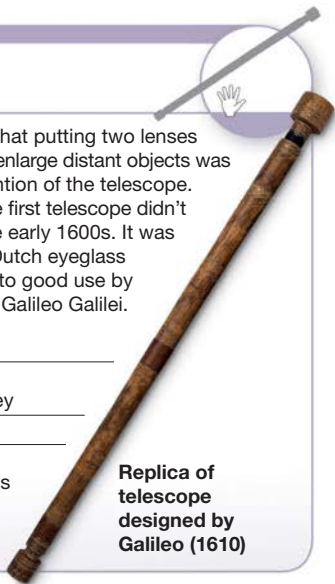 hat putting two lenses
enlarge distant objects was
ntion of the telescope.
e first telescope didn't
e early 1600s. It was
Dutch eyeglass
to good use by
Galileo Galilei.
ey
s
Replica of
telescope
designed by
Galileo (1610)